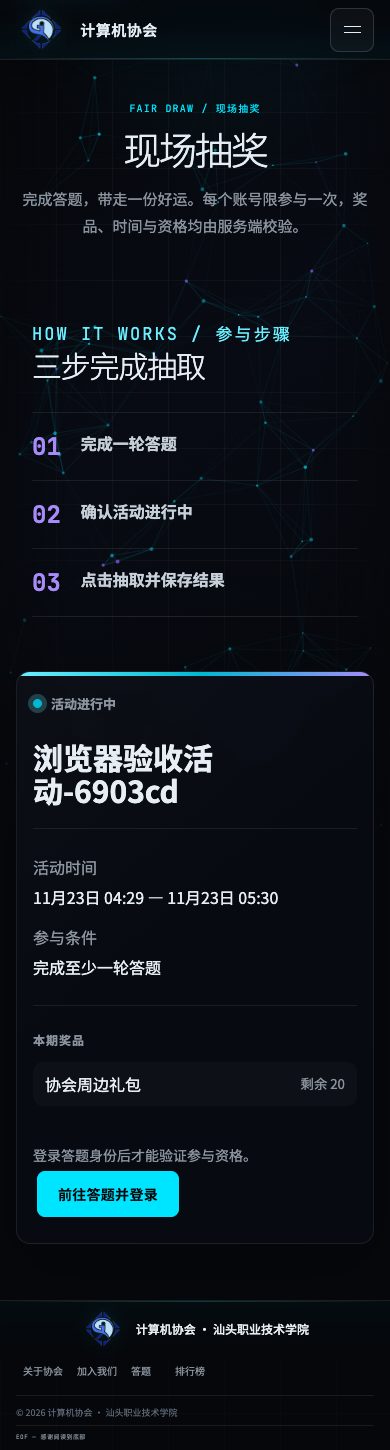 计算机协会
FAIR DRAW / 现场抽奖
现场抽奖
完成答题，带走一份好运。每个账号限参与一次，奖
品、时间与资格均由服务端校验。
HOW IT WORKS / 参与步骤
三步完成抽取
01 完成一轮答题
02 确认活动进行中
03 点击抽取并保存结果
活动进行中
浏览器验收活
动-6903cd
活动时间
11月23日 04:29 — 11月23日 05:30
参与条件
完成至少一轮答题
本期奖品
协会周边礼包 剩余 20
登录答题身份后才能验证参与资格。
前往答题并登录
计算机协会 · 汕头职业技术学院
关于协会 加入我们 答题 排行榜
© 2026 计算机协会 · 汕头职业技术学院
EOF — 感谢阅读到底部